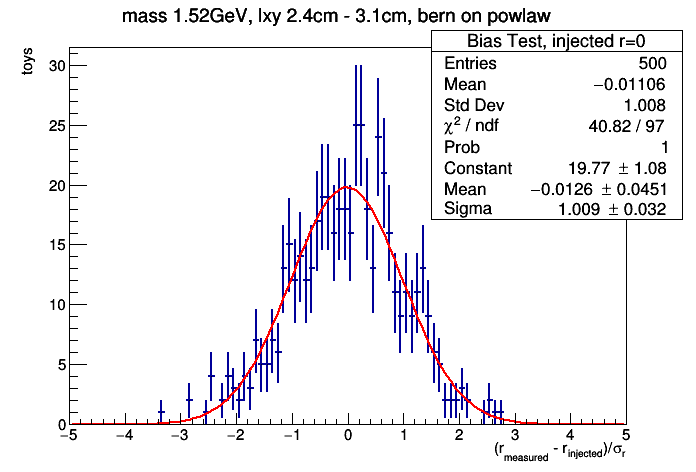 mass 1.52GeV, lxy 2.4cm - 3.1cm, bern on powlaw
toys
Bias Test, injected r=0
Entries 500
Mean −0.01106
Std Dev 1.008
χ² / ndf 40.82 / 97
Prob 1
Constant 19.77 ± 1.08
Mean −0.0126 ± 0.0451
Sigma 1.009 ± 0.032
30
25
20
15
10
5
0
−5 −4 −3 −2 −1 0 1 2 3 4 5
(r_measured - r_injected)/σ_r